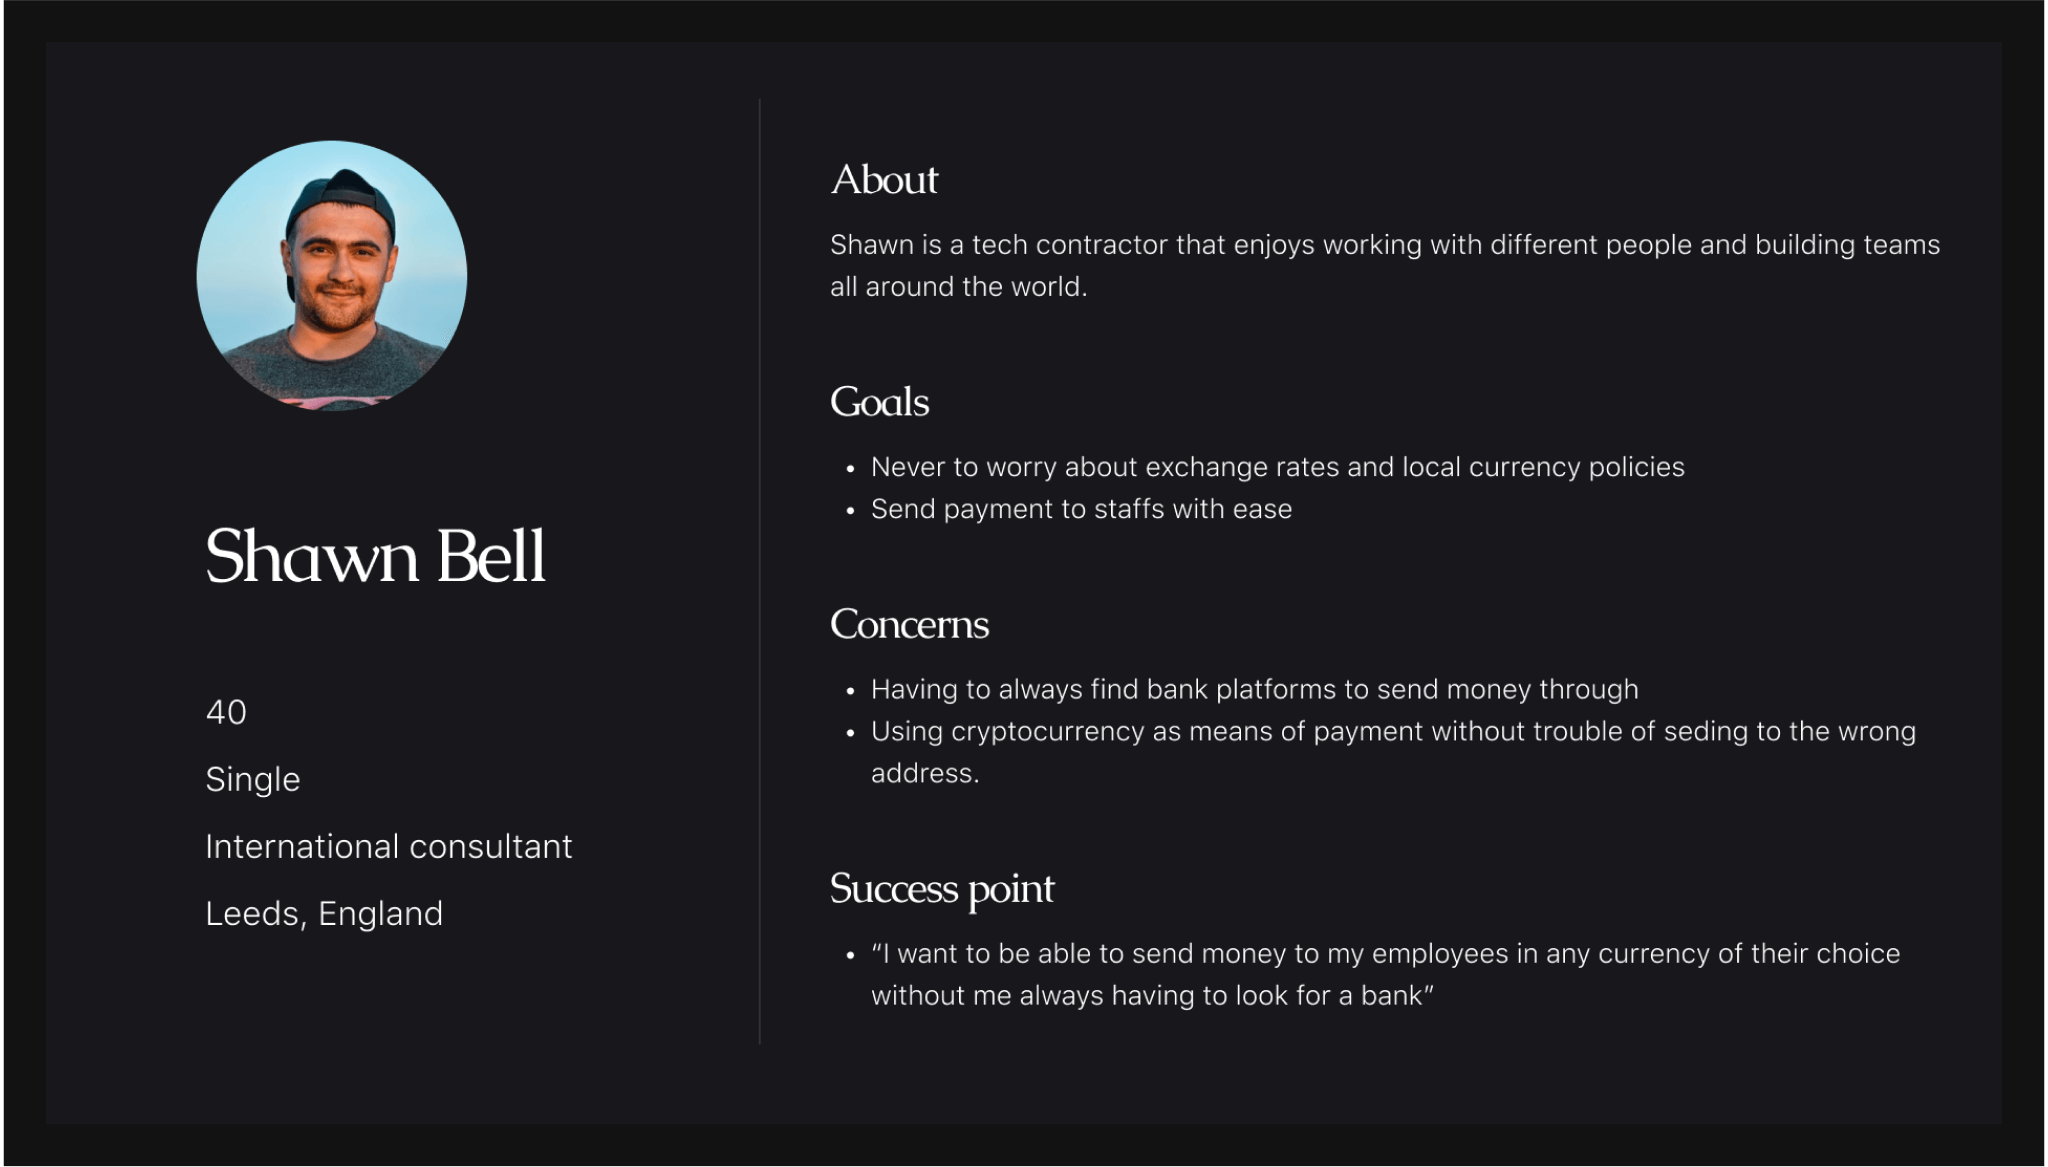 Shawn Bell
40
Single
International consultant
Leeds, England
About
Shawn is a tech contractor that enjoys working with different people and building teams
all around the world.
Goals
• Never to worry about exchange rates and local currency policies
• Send payment to staffs with ease
Concerns
• Having to always find bank platforms to send money through
• Using cryptocurrency as means of payment without trouble of seding to the wrong
address.
Success point
• “I want to be able to send money to my employees in any currency of their choice
without me always having to look for a bank”